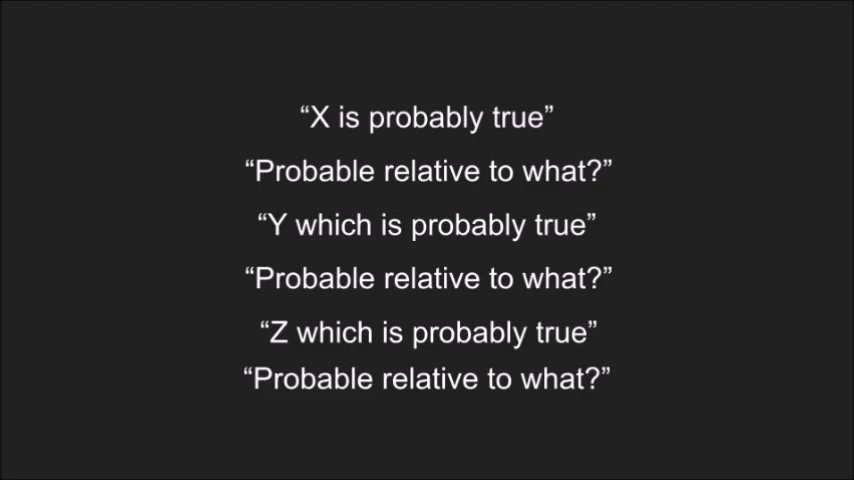 “X is probably true”
“Probable relative to what?”
“Y which is probably true”
“Probable relative to what?”
“Z which is probably true”
“Probable relative to what?”